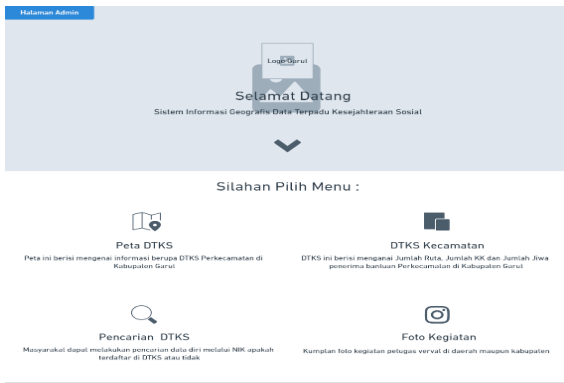 Halaman Admin
Logo Garut
Selamat Datang
Sistem Informasi Geografis Data Terpadu Kesejahteraan Sosial
Silahan Pilih Menu :
Peta DTKS
Peta ini berisi mengenai informasi berupa DTKS Perkecamatan di
Kabupaten Garut
DTKS Kecamatan
DTKS ini berisi menganai Jumlah Ruta, Jumlah KK dan Jumlah Jiwa
penerima bantuan Perkecamatan di Kabupaten Garut
Pencarian DTKS
Masyarakat dapat melakukan pencarian data diri melalui NIK apakah
terdaftar di DTKS atau tidak
Foto Kegiatan
Kumplan foto kegiatan petugas verval di daerah maupun kabupaten